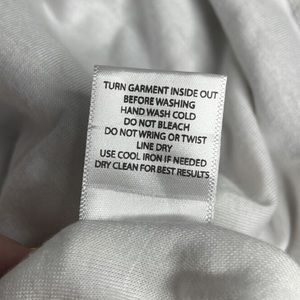 TURN GARMENT INSIDE OUT
BEFORE WASHING
HAND WASH COLD
DO NOT BLEACH
DO NOT WRING OR TWIST
LINE DRY
USE COOL IRON IF NEEDED
DRY CLEAN FOR BEST RESULTS